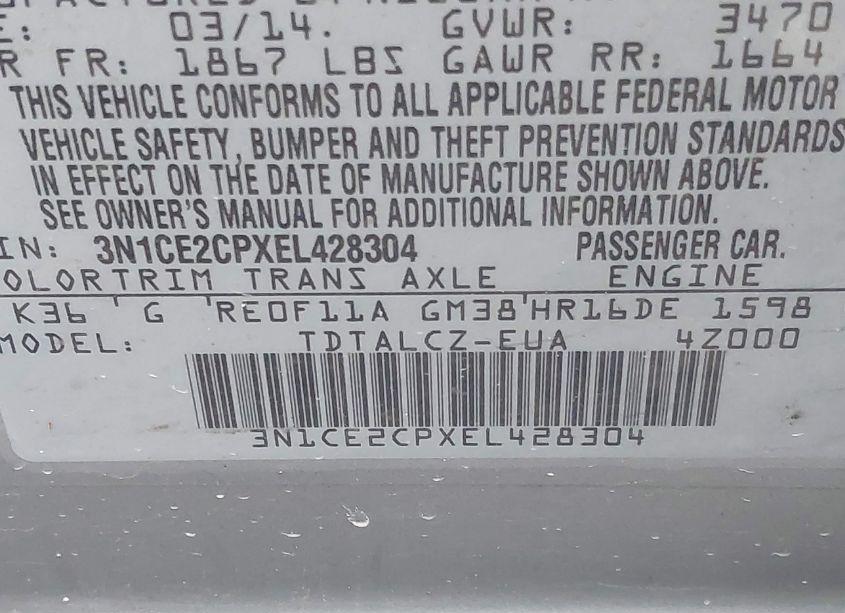 E: 03/14. GVWR: 3470
R FR: 1867 LBS GAWR RR: 1664
THIS VEHICLE CONFORMS TO ALL APPLICABLE FEDERAL MOTOR
VEHICLE SAFETY, BUMPER AND THEFT PREVENTION STANDARDS
IN EFFECT ON THE DATE OF MANUFACTURE SHOWN ABOVE.
SEE OWNER'S MANUAL FOR ADDITIONAL INFORMATION.
IN: 3N1CE2CPXEL428304 PASSENGER CAR.
OLORTRIM TRANS AXLE ENGINE
K36 ' G 'RE0F11A GM38'HR16DE 1598
MODEL: TDTALCZ-EUA 4Z000
3N1CE2CPXEL428304